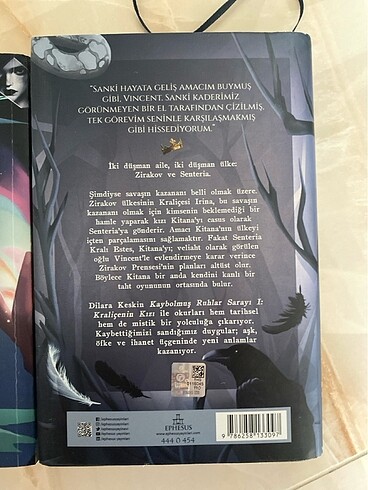 "SANKİ HAYATA GELİŞ AMACIM BUYMUŞ
GİBİ, VINCENT. SANKİ KADERİMİZ
GÖRÜNMEYEN BİR EL TARAFINDAN ÇİZİLMİŞ,
TEK GÖREVİM SENİNLE KARŞILAŞMAKMIŞ
GİBİ HİSSEDİYORUM."
İki düşman aile, iki düşman ülke:
Zirakov ve Senteria.
Şimdiyse savaşın kazananı belli olmak üzere.
Zirakov ülkesinin Kraliçesi Irina, bu savaşın
kazananı olmak için kimsenin beklemediği bir
hamle yaparak kızı Kitana'yı casus olarak
Senteria'ya gönderir. Amacı Kitana'nın ülkeyi
içten parçalamasını sağlamaktır. Fakat Senteria
Kralı Estes, Kitana'yı; veliaht olarak görülen
oğlu Vincent'le evlendirmeye karar verince
Zirakov Prensesi'nin planları altüst olur.
Böylece Kitana bir anda kendini kanlı bir
taht oyununun ortasında bulur.
Dilara Keskin Kaybolmuş Ruhlar Sarayı I:
Kraliçenin Kızı ile okurları hem tarihsel
hem de mistik bir yolculuğa çıkarıyor.
Kaybettiğimizi sandığımız duygular; aşk,
öfke ve ihanet üçgeninde yeni anlamlar
kazanıyor.
EPHESUS
www.ephesusyayinlari.com
444 0 454
9 786258 133097